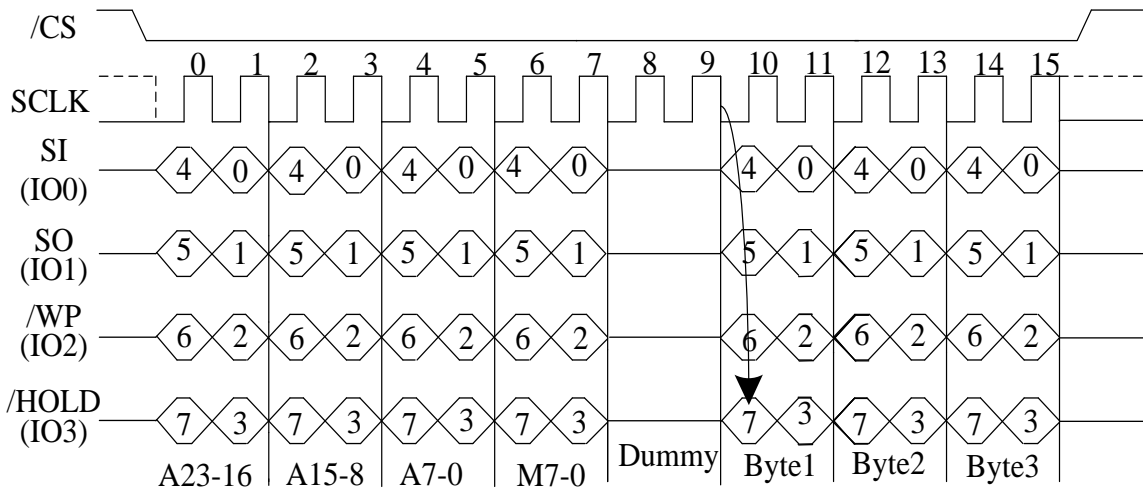 /CS
0 1 2 3 4 5 6 7 8 9 10 11 12 13 14 15
SCLK
SI
(IO0)
4 0 4 0 4 0 4 0 4 0 4 0 4 0
SO
(IO1)
5 1 5 1 5 1 5 1 5 1 5 1 5 1
/WP
(IO2)
6 2 6 2 6 2 6 2 6 2 6 2 6 2
/HOLD
(IO3)
7 3 7 3 7 3 7 3 7 3 7 3 7 3
A23-16 A15-8 A7-0 M7-0 Dummy Byte1 Byte2 Byte3